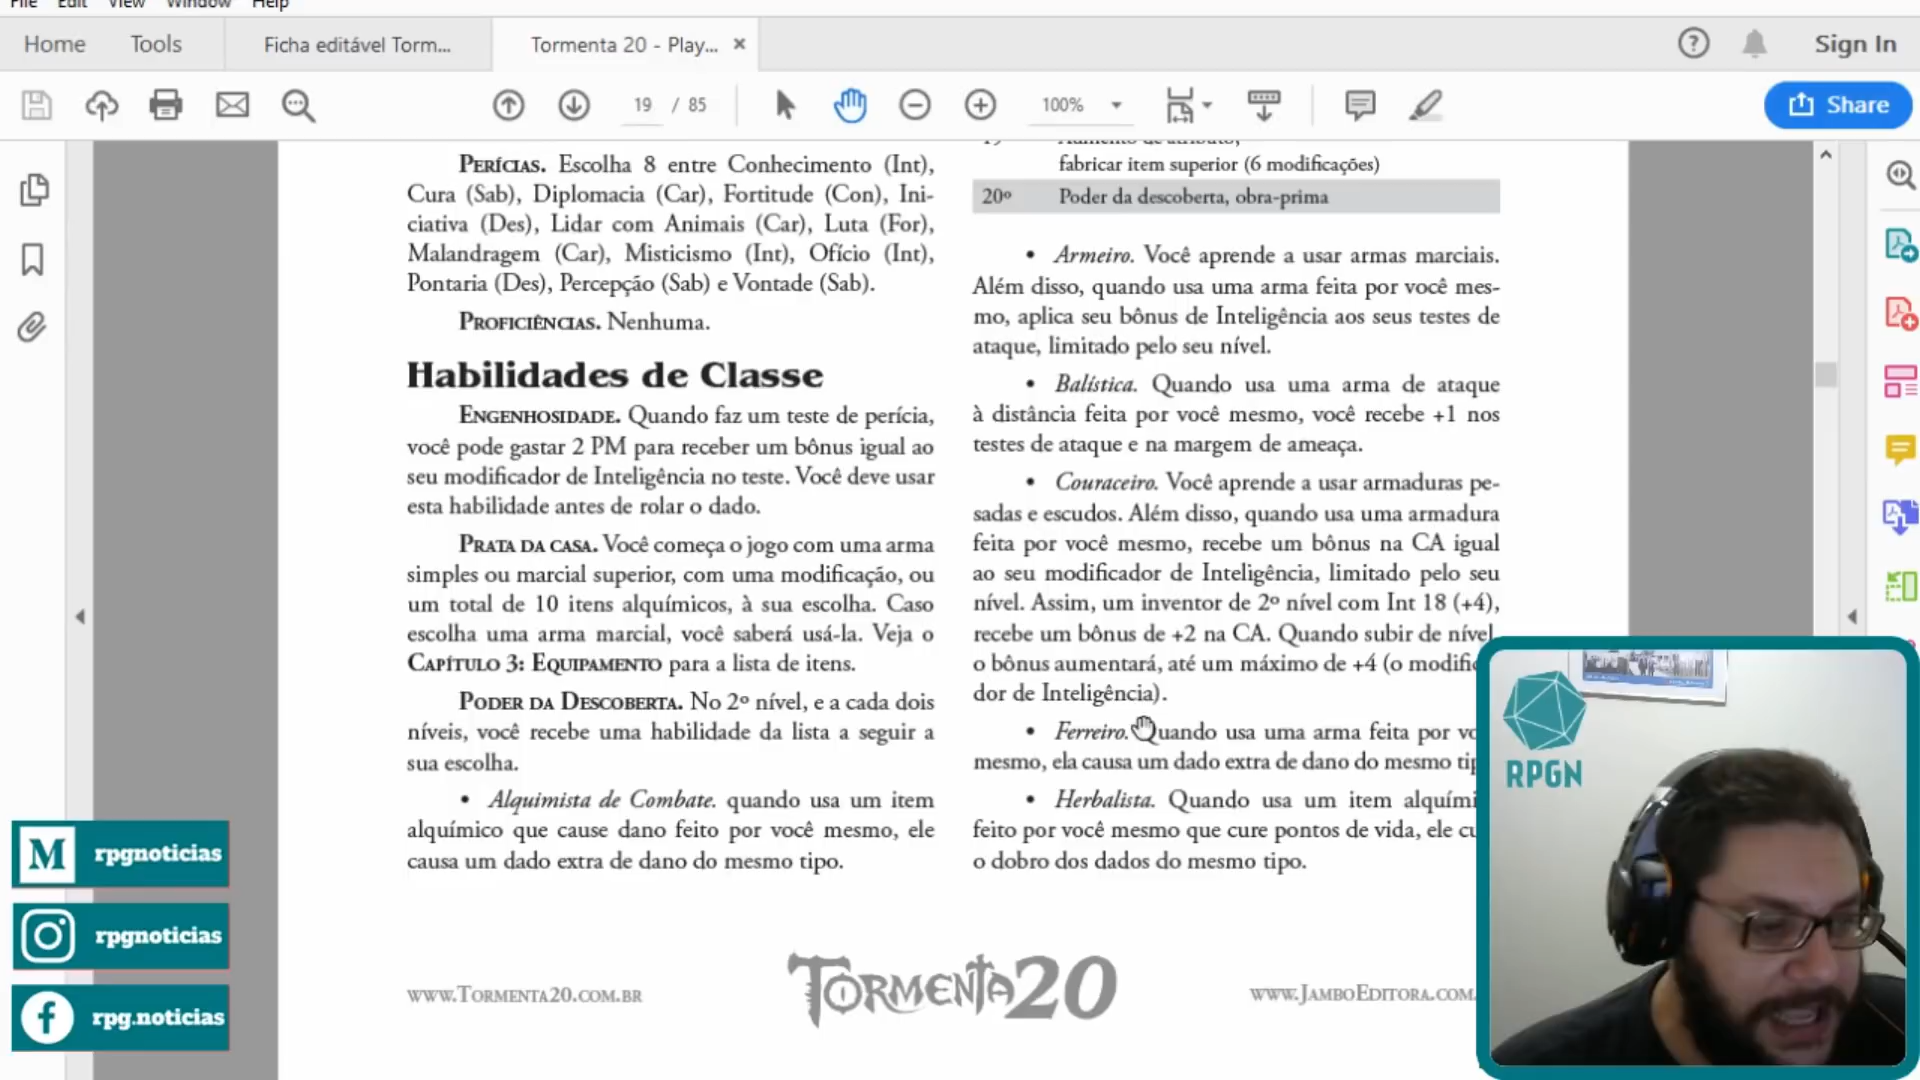 File Edit View Window Help
Home Tools Ficha editável Torm... Tormenta 20 - Play... Sign In
19 / 85 100% Share
PERÍCIAS. Escolha 8 entre Conhecimento (Int),
Cura (Sab), Diplomacia (Car), Fortitude (Con), Ini-
ciativa (Des), Lidar com Animais (Car), Luta (For),
Malandragem (Car), Misticismo (Int), Ofício (Int),
Pontaria (Des), Percepção (Sab) e Vontade (Sab).
PROFICIÊNCIAS. Nenhuma.
Habilidades de Classe
ENGENHOSIDADE. Quando faz um teste de perícia,
você pode gastar 2 PM para receber um bônus igual ao
seu modificador de Inteligência no teste. Você deve usar
esta habilidade antes de rolar o dado.
PRATA DA CASA. Você começa o jogo com uma arma
simples ou marcial superior, com uma modificação, ou
um total de 10 itens alquímicos, à sua escolha. Caso
escolha uma arma marcial, você saberá usá-la. Veja o
CAPÍTULO 3: EQUIPAMENTO para a lista de itens.
PODER DA DESCOBERTA. No 2º nível, e a cada dois
níveis, você recebe uma habilidade da lista a seguir a
sua escolha.
• Alquimista de Combate. quando usa um item
alquímico que cause dano feito por você mesmo, ele
causa um dado extra de dano do mesmo tipo.
fabricar item superior (6 modificações)
20º Poder da descoberta, obra-prima
• Armeiro. Você aprende a usar armas marciais.
Além disso, quando usa uma arma feita por você mes-
mo, aplica seu bônus de Inteligência aos seus testes de
ataque, limitado pelo seu nível.
• Balística. Quando usa uma arma de ataque
à distância feita por você mesmo, você recebe +1 nos
testes de ataque e na margem de ameaça.
• Couraceiro. Você aprende a usar armaduras pe-
sadas e escudos. Além disso, quando usa uma armadura
feita por você mesmo, recebe um bônus na CA igual
ao seu modificador de Inteligência, limitado pelo seu
nível. Assim, um inventor de 2º nível com Int 18 (+4),
recebe um bônus de +2 na CA. Quando subir de nível,
o bônus aumentará, até um máximo de +4 (o
dor de Inteligência).
• Ferreiro. Quando usa uma arma feita por
mesmo, ela causa um dado extra de dano do mesmo
• Herbalista. Quando usa um item
feito por você mesmo que cure pontos de vida, ele
o dobro dos dados do mesmo tipo.
WWW.TORMENTA20.COM.BR TORMENTA20 WWW.JAMBOEDITORA.COM.
M rpgnoticias
rpgnoticias
f rpg.noticias
RPGN